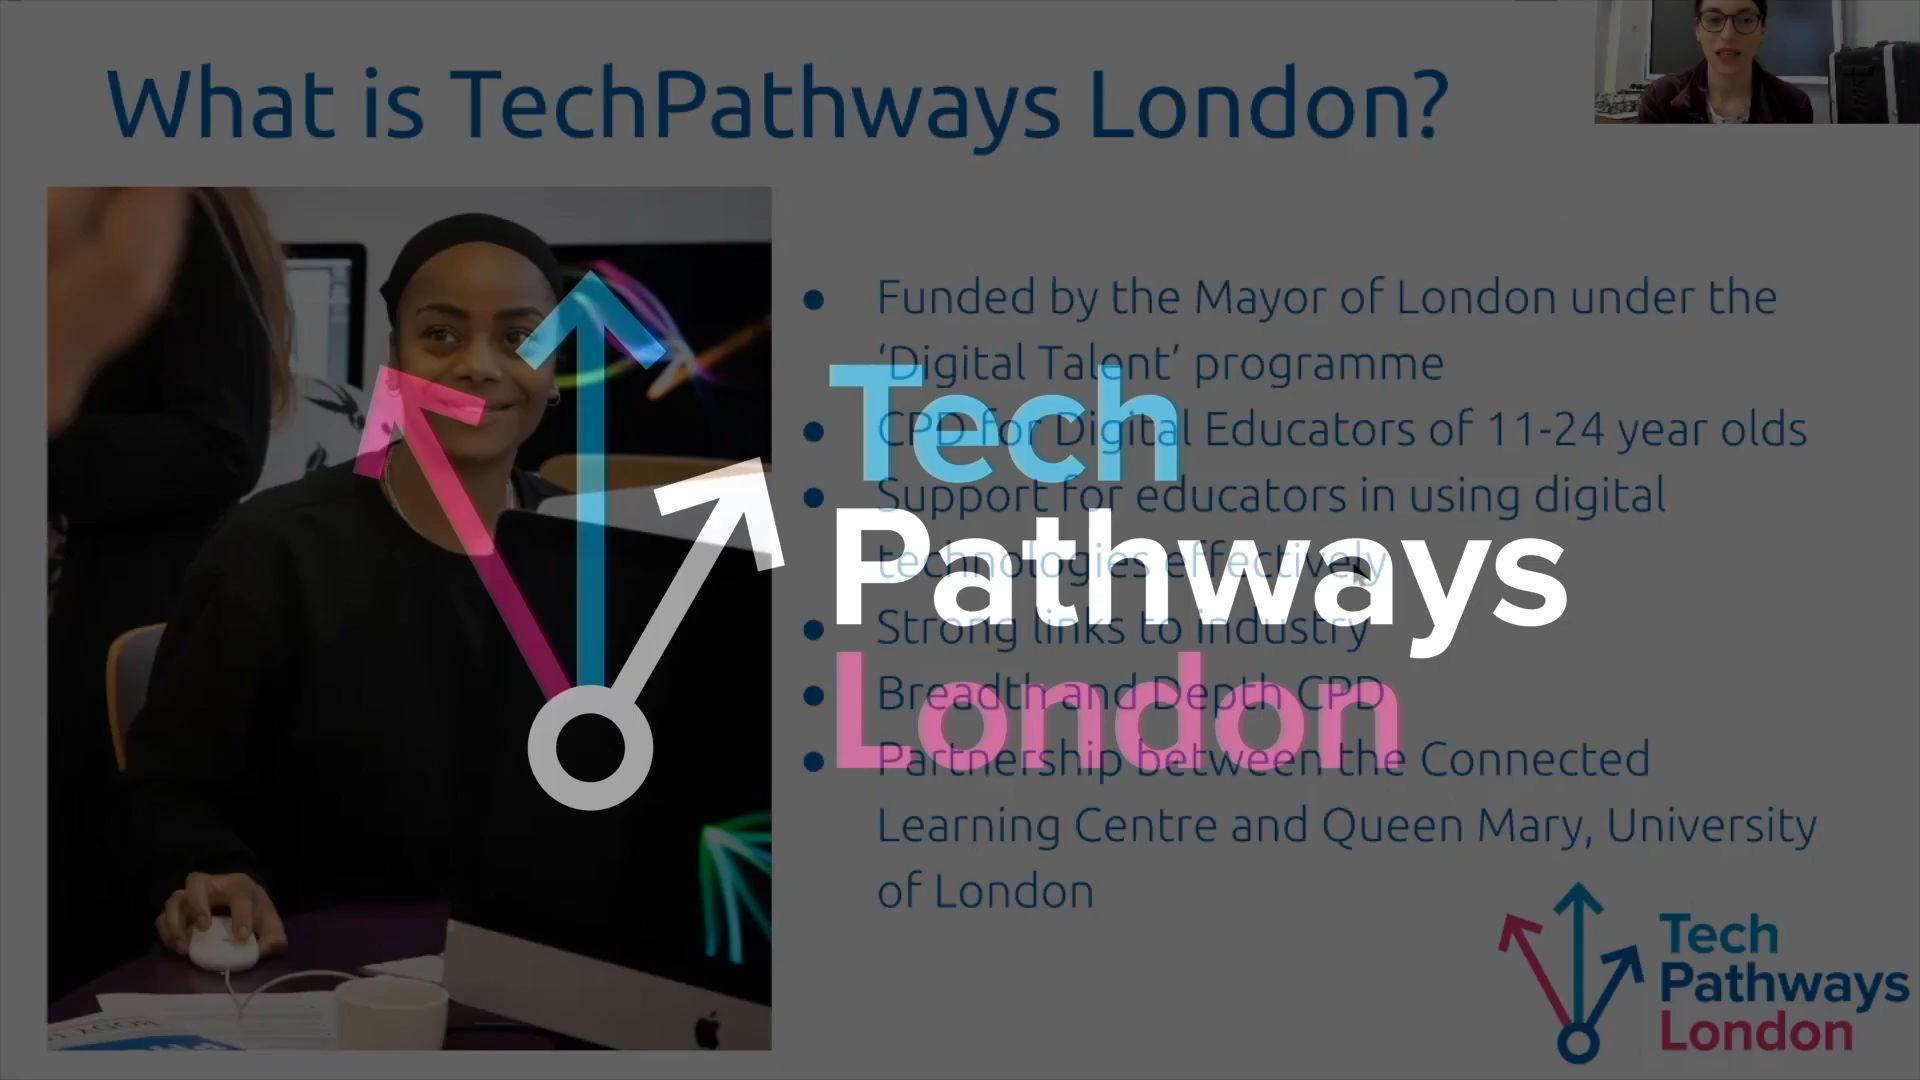 What is TechPathways London?
● Funded by the Mayor of London under the
‘Digital Talent’ programme
● CPD for Digital Educators of 11-24 year olds
● Support for educators in using digital
technologies effectively
● Strong links to industry
● Breadth and Depth CPD
● Partnership between the Connected
Learning Centre and Queen Mary, University
of London
Tech
Pathways
London
Tech
Pathways
London